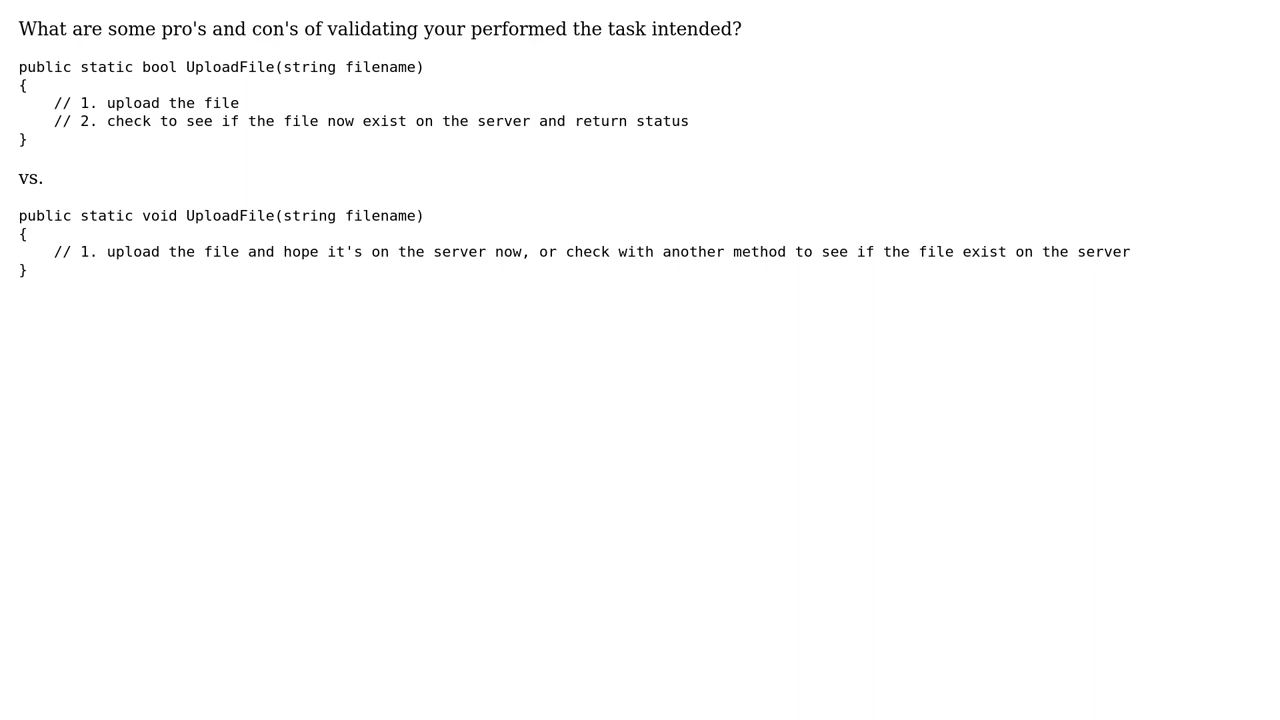 What are some pro's and con's of validating your performed the task intended?
public static bool UploadFile(string filename)
{
    // 1. upload the file
    // 2. check to see if the file now exist on the server and return status
}
vs.
public static void UploadFile(string filename)
{
    // 1. upload the file and hope it's on the server now, or check with another method to see if the file exist on the server
}